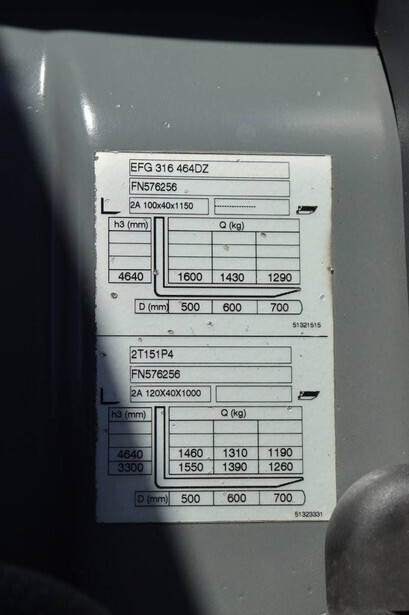 EFG 316 464DZ
FN576256
2A 100x40x1150 --------------
h3 (mm) Q (kg)
4640 1600 1430 1290
D (mm) 500 600 700
51321515
2T151P4
FN576256
2A 120X40X1000
h3 (mm) Q (kg)
4640 1460 1310 1190
3300 1550 1390 1260
D (mm) 500 600 700
51323331